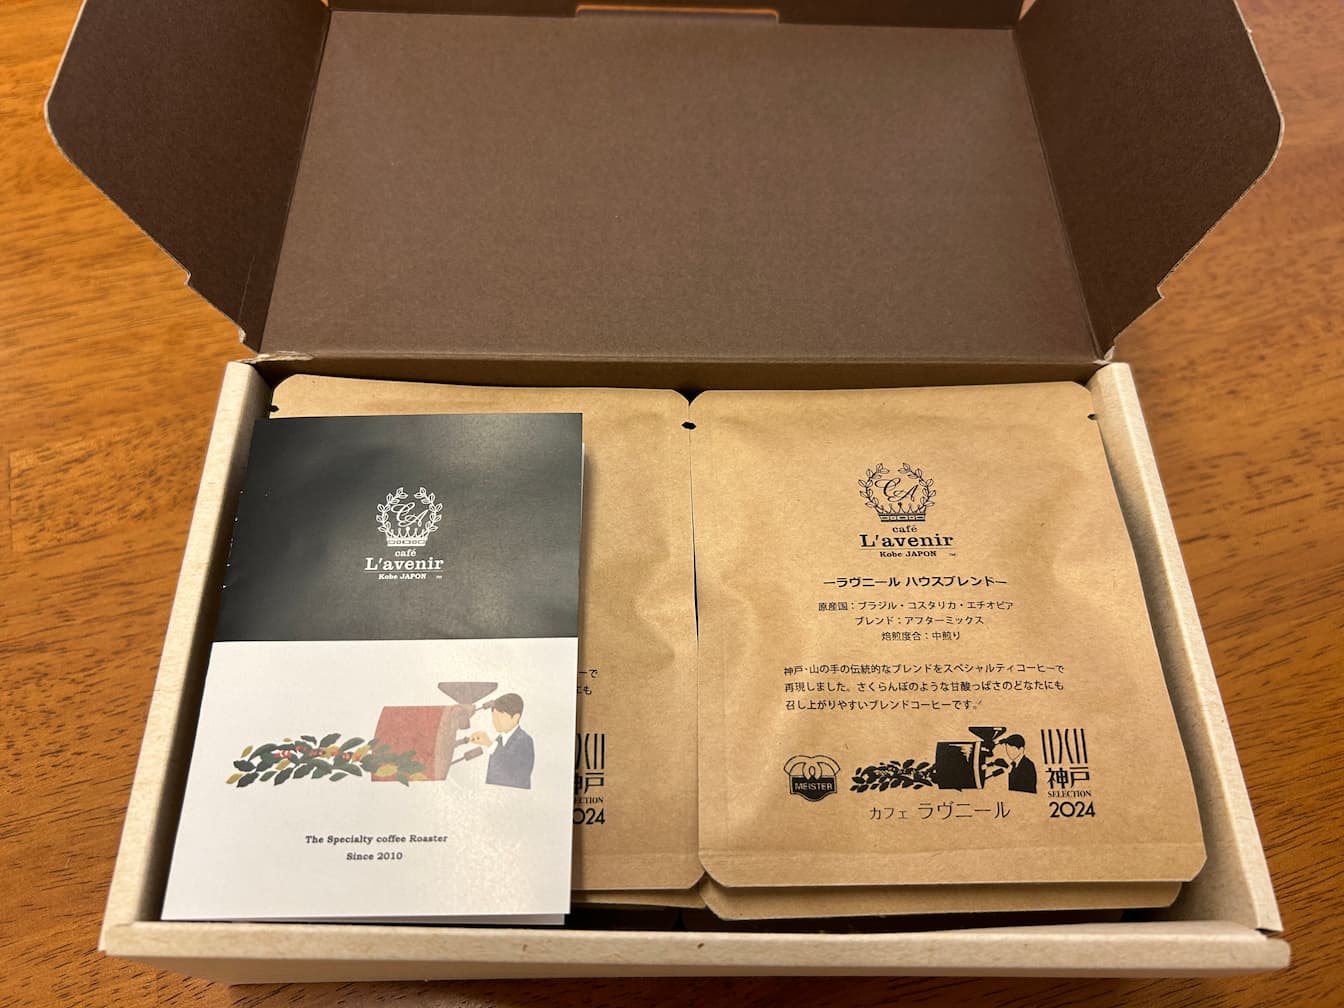 CA
café
L'avenir
Kobe JAPON ™
The Specialty coffee Roaster
Since 2010
で
にも
神戸
SELECTION
2024
CA
café
L'avenir
Kobe JAPON ™
ーラヴニール ハウスブレンドー
原産国：ブラジル・コスタリカ・エチオピア
ブレンド：アフターミックス
焙煎度合：中煎り
神戸・山の手の伝統的なブレンドをスペシャルティコーヒーで
再現しました。さくらんぼのような甘酸っぱさのどなたにも
召し上がりやすいブレンドコーヒーです。
MEISTER
カフェ ラヴニール
神戸
SELECTION
2024